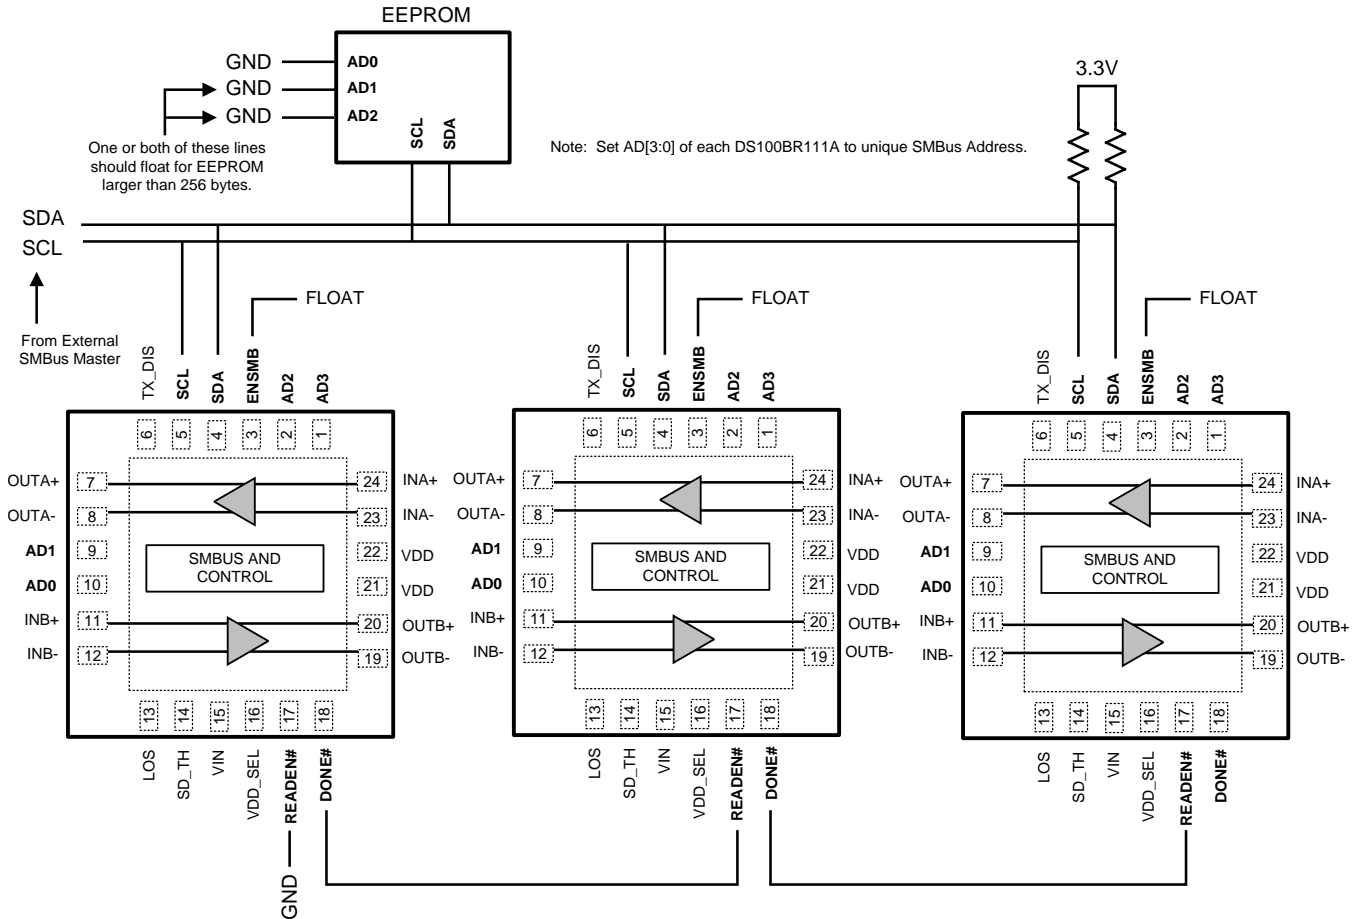 EEPROM
GND AD0
GND AD1
GND AD2
SCL
SDA
One or both of these lines
should float for EEPROM
larger than 256 bytes.
Note: Set AD[3:0] of each DS100BR111A to unique SMBus Address.
3.3V
SDA
SCL
From External
SMBus Master
FLOAT
TX_DIS
SCL
SDA
ENSMB
AD2
AD3
6 5 4 3 2 1
OUTA+ 7 24 INA+
OUTA- 8 23 INA-
AD1 9 22 VDD
AD0 10 21 VDD
SMBUS AND
CONTROL
INB+ 11 20 OUTB+
INB- 12 19 OUTB-
13 14 15 16 17 18
LOS
SD_TH
VIN
VDD_SEL
READEN#
DONE#
GND
FLOAT
TX_DIS
SCL
SDA
ENSMB
AD2
AD3
6 5 4 3 2 1
OUTA+ 7 24 INA+
OUTA- 8 23 INA-
AD1 9 22 VDD
AD0 10 21 VDD
SMBUS AND
CONTROL
INB+ 11 20 OUTB+
INB- 12 19 OUTB-
13 14 15 16 17 18
LOS
SD_TH
VIN
VDD_SEL
READEN#
DONE#
FLOAT
TX_DIS
SCL
SDA
ENSMB
AD2
AD3
6 5 4 3 2 1
OUTA+ 7 24 INA+
OUTA- 8 23 INA-
AD1 9 22 VDD
AD0 10 21 VDD
SMBUS AND
CONTROL
INB+ 11 20 OUTB+
INB- 12 19 OUTB-
13 14 15 16 17 18
LOS
SD_TH
VIN
VDD_SEL
READEN#
DONE#